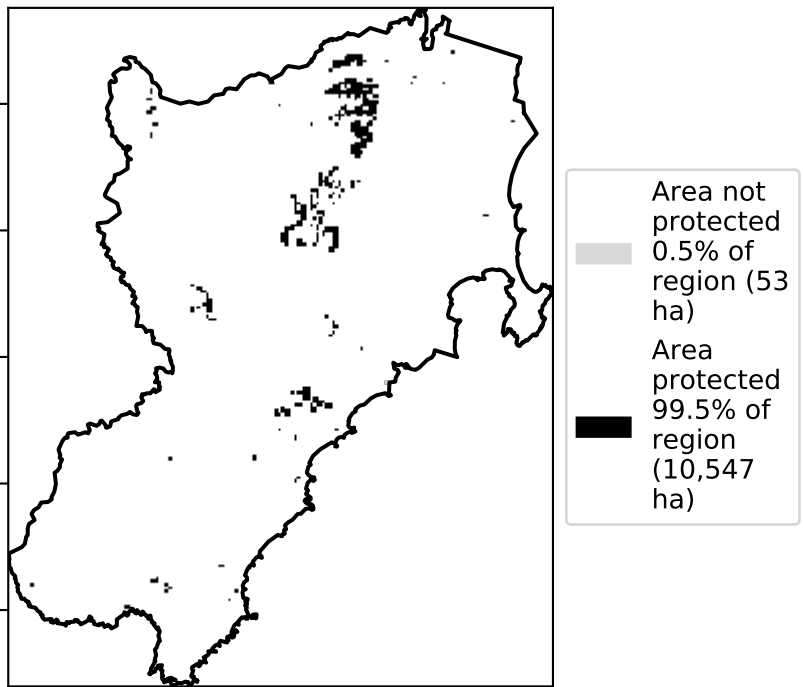 Area not
protected
0.5% of
region (53
ha)
Area
protected
99.5% of
region
(10,547
ha)